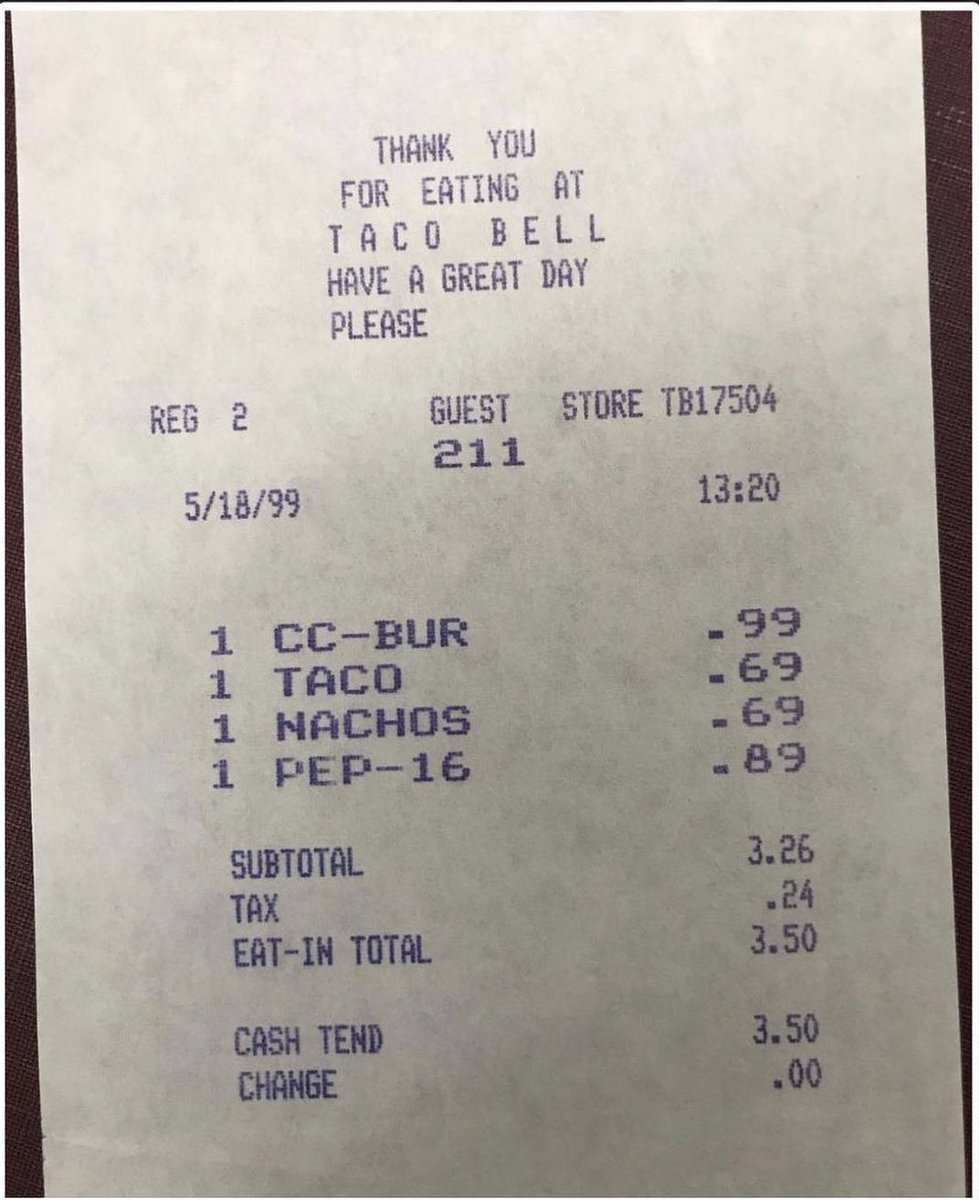 THANK YOU
FOR EATING AT
TACO BELL
HAVE A GREAT DAY
PLEASE
REG 2 GUEST STORE TB17504
211
5/18/99 13:20
1 CC-BUR .99
1 TACO .69
1 NACHOS .69
1 PEP-16 .89
SUBTOTAL 3.26
TAX .24
EAT-IN TOTAL 3.50
CASH TEND 3.50
CHANGE .00